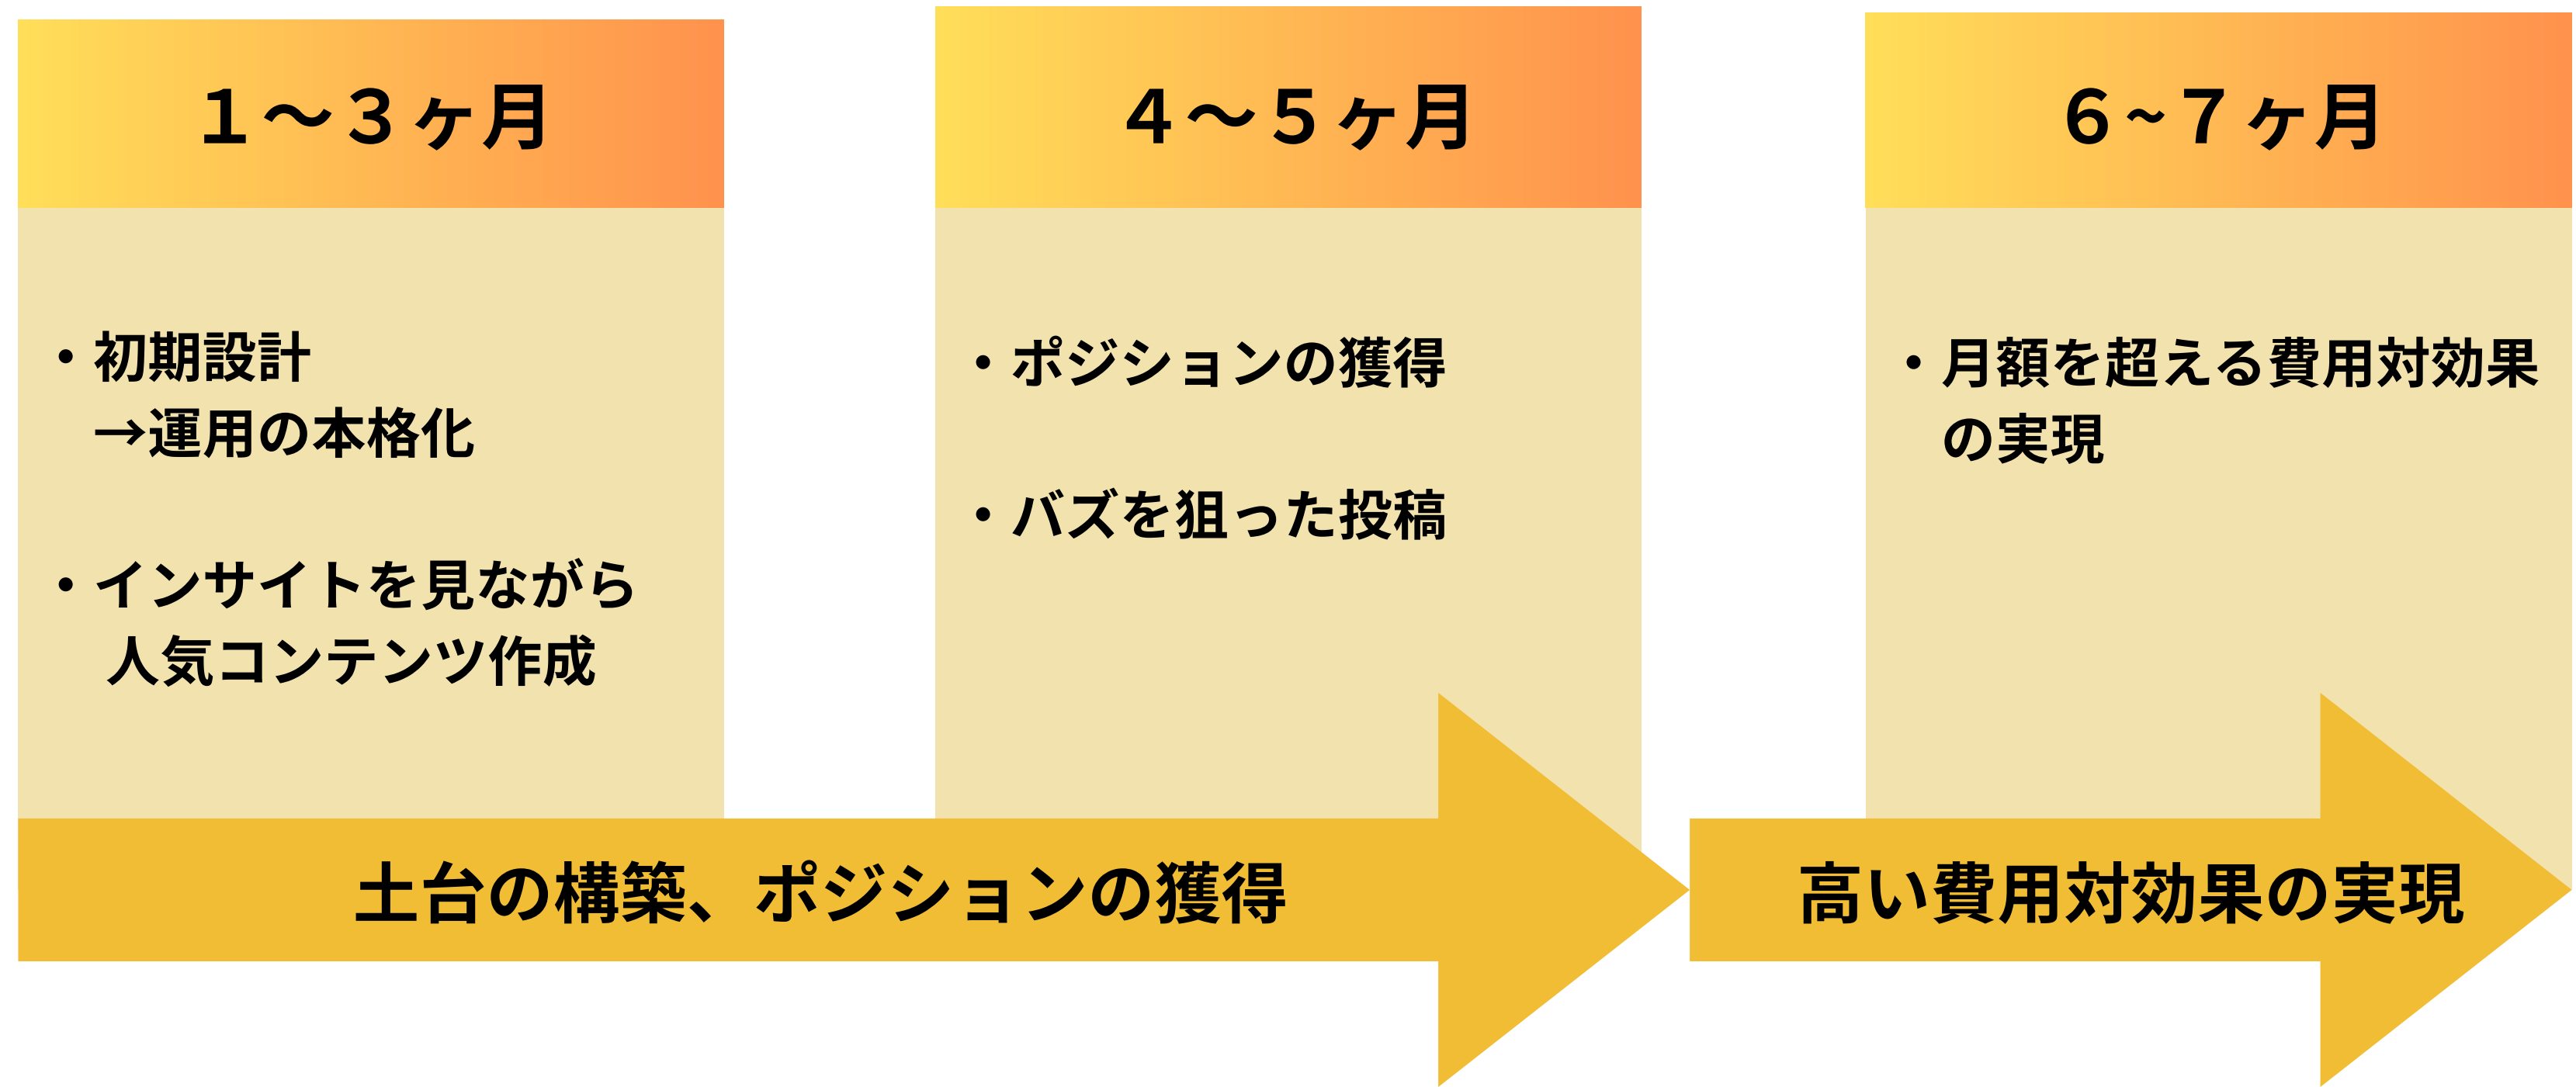 １〜３ヶ月
・初期設計
→運用の本格化
・インサイトを見ながら
人気コンテンツ作成
４〜５ヶ月
・ポジションの獲得
・バズを狙った投稿
６~７ヶ月
・月額を超える費用対効果
の実現
土台の構築、ポジションの獲得
高い費用対効果の実現